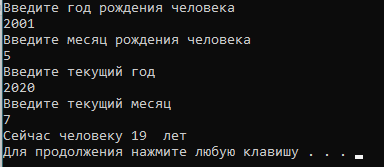 Введите год рождения человека
2001
Введите месяц рождения человека
5
Введите текущий год
2020
Введите текущий месяц
7
Сейчас человеку 19  лет
Для продолжения нажмите любую клавишу . . .